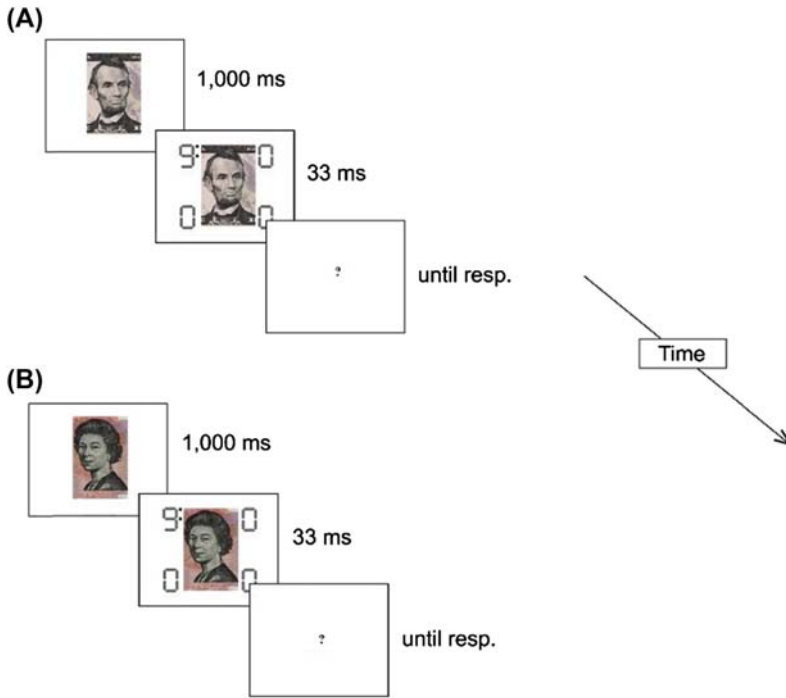 (A)
1,000 ms
9: 0
33 ms
0 0
?
until resp.
Time
(B)
1,000 ms
9: 0
33 ms
0 0
?
until resp.